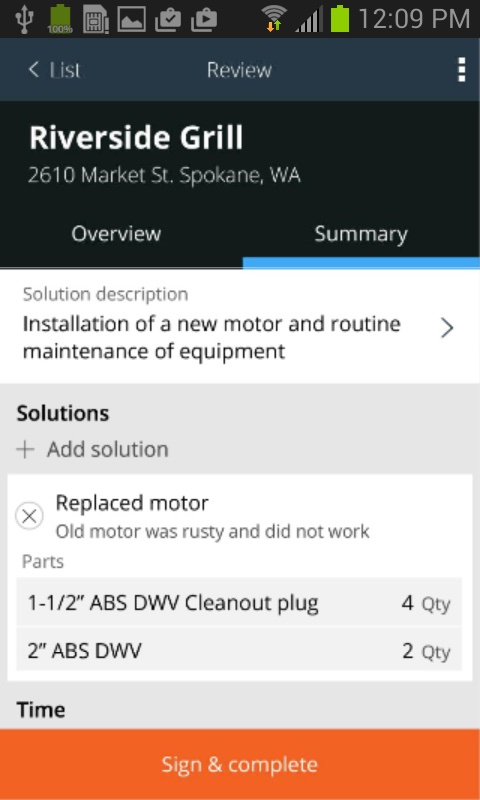 100%
12:09 PM
List
Review
Riverside Grill
2610 Market St. Spokane, WA
Overview
Summary
Solution description
Installation of a new motor and routine
maintenance of equipment
Solutions
+ Add solution
Replaced motor
Old motor was rusty and did not work
Parts
1-1/2” ABS DWV Cleanout plug 4 Qty
2” ABS DWV 2 Qty
Time
Sign & complete